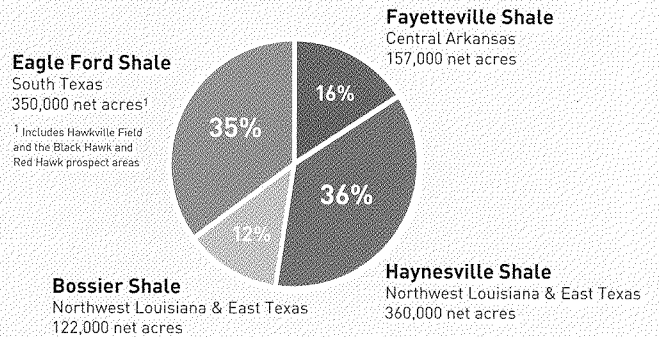 Fayetteville Shale
Central Arkansas
157,000 net acres
16%
Eagle Ford Shale
South Texas
350,000 net acres¹
¹ Includes Hawkville Field
and the Black Hawk and
Red Hawk prospect areas
35%
36%
12%
Bossier Shale
Northwest Louisiana & East Texas
122,000 net acres
Haynesville Shale
Northwest Louisiana & East Texas
360,000 net acres